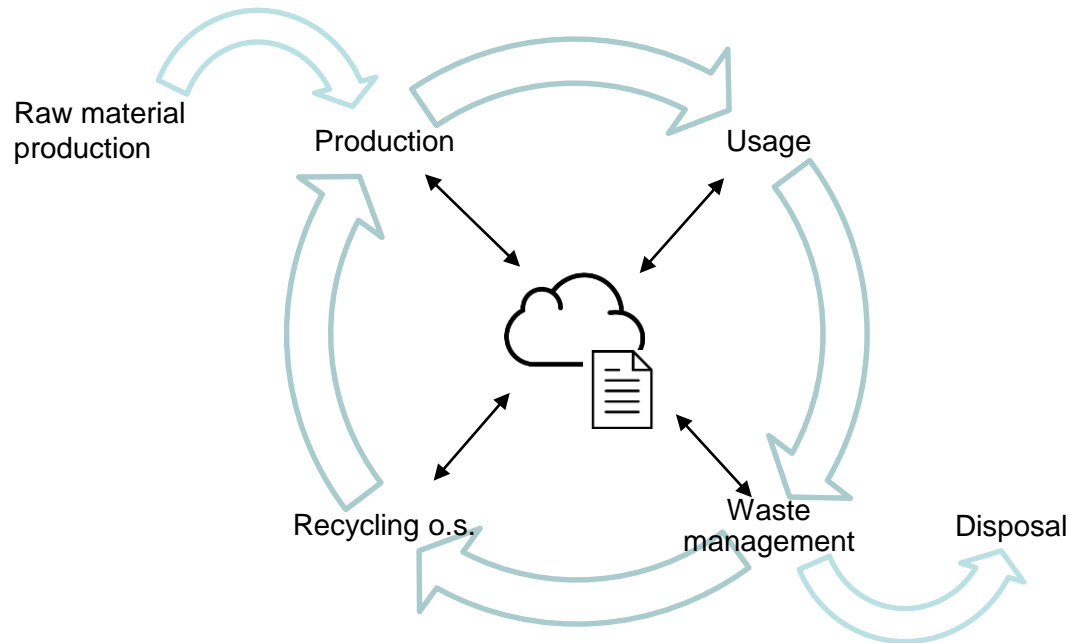 Raw material
production
Production
Usage
Recycling o.s.
Waste
management
Disposal